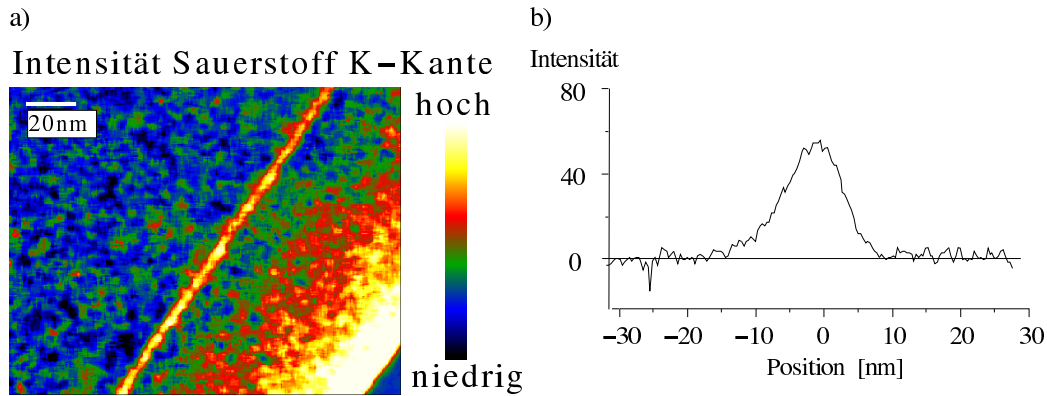 a)
Intensität Sauerstoff K-Kante
20nm
hoch
niedrig
b)
Intensität
80
40
0
−30
−20
−10
0
10
20
30
Position [nm]